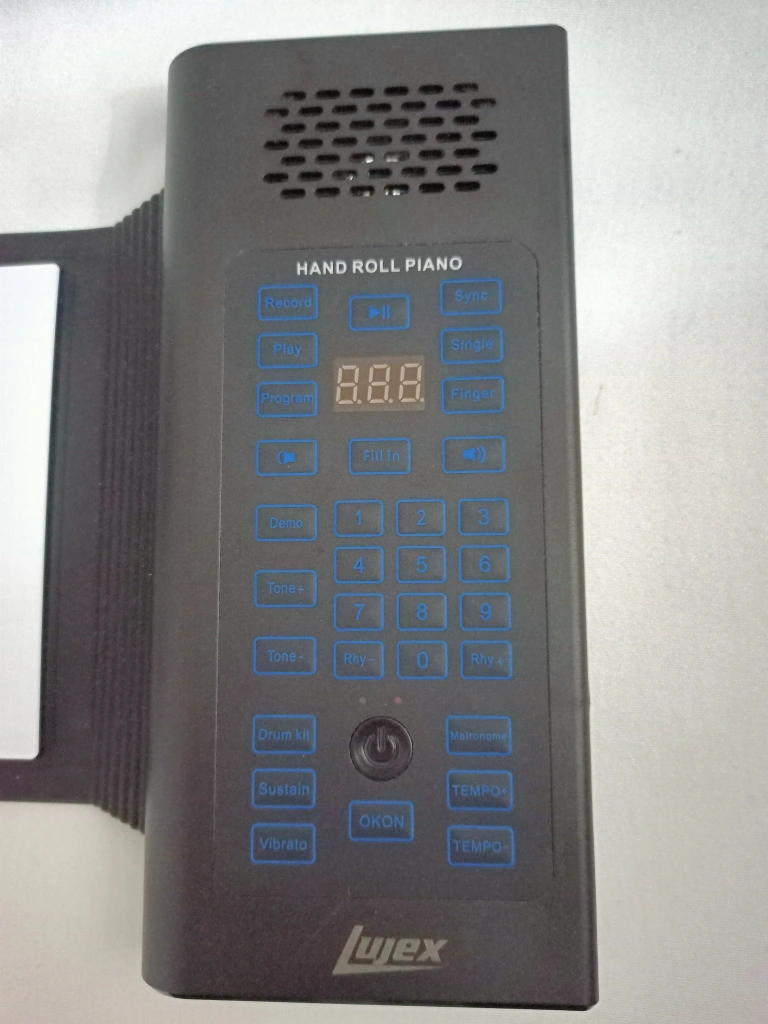 HAND ROLL PIANO
Record
Sync
Play
Single
8.8.8.
Program
Finger
Fill In
Demo
1 2 3
4 5 6
Tone+
7 8 9
Tone-
Rhy- 0 Rhy+
Drum kit
Metronome
Sustain
TEMPO+
OKON
Vibrato
TEMPO-
Lujex